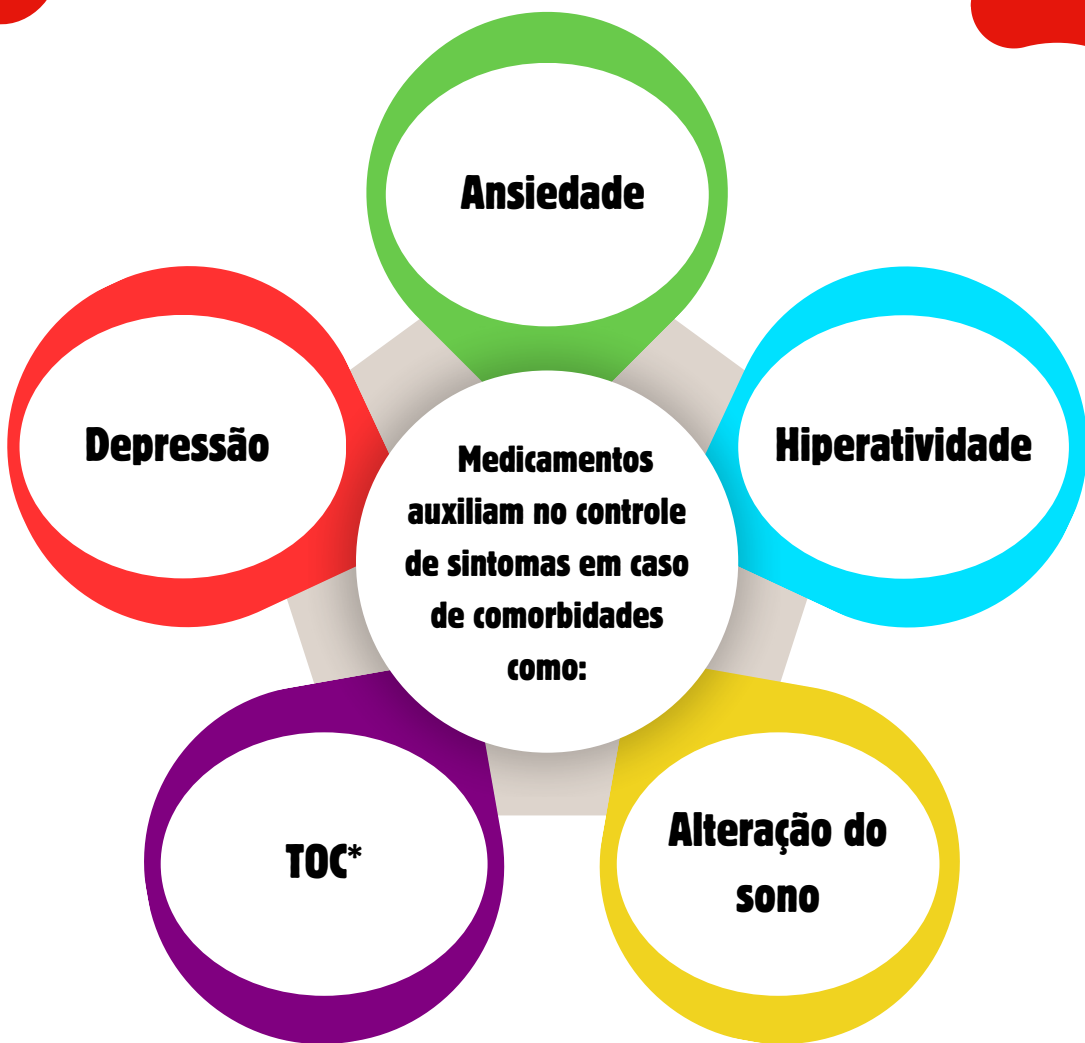 Ansiedade
Depressão
Hiperatividade
Medicamentos
auxiliam no controle
de sintomas em caso
de comorbidades
como:
TOC*
Alteração do
sono